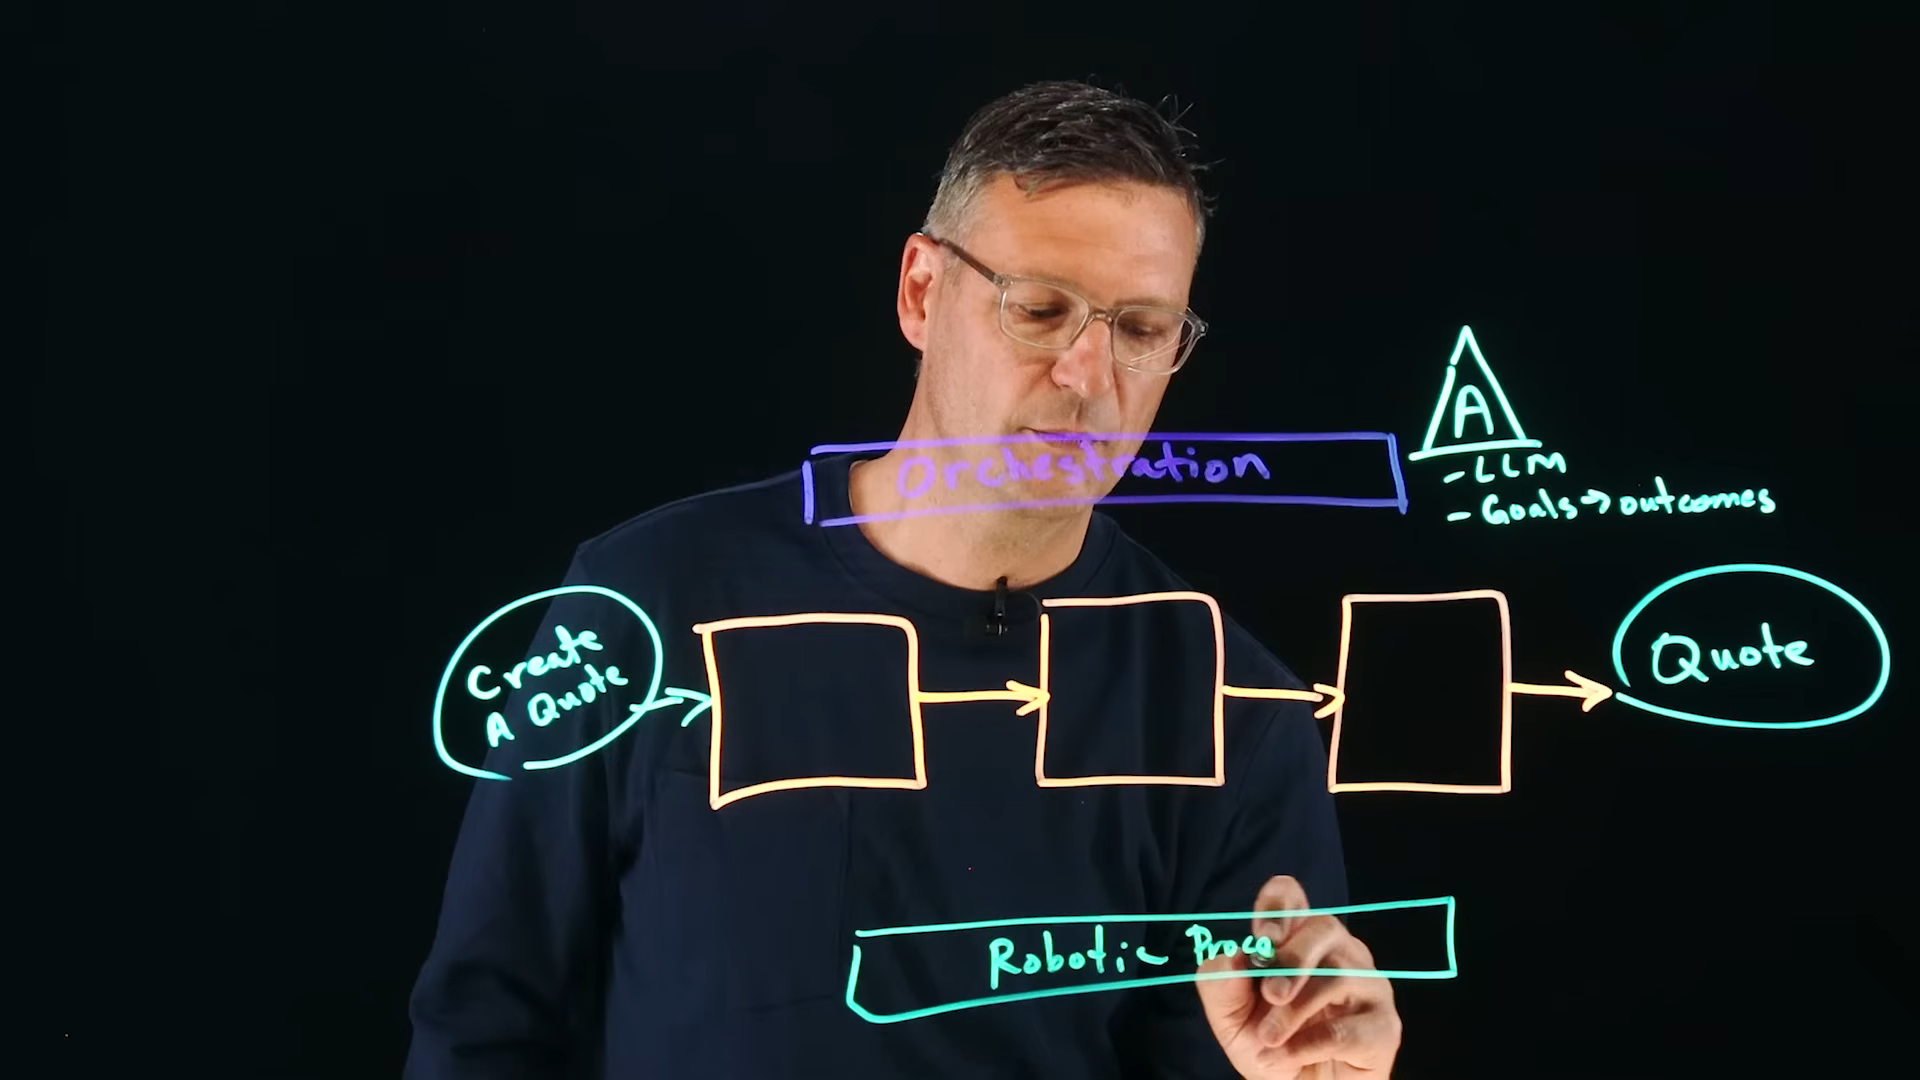 Orchestration
A
- LLM
- Goals → outcomes
Create
A Quote
Quote
Robotic Proce